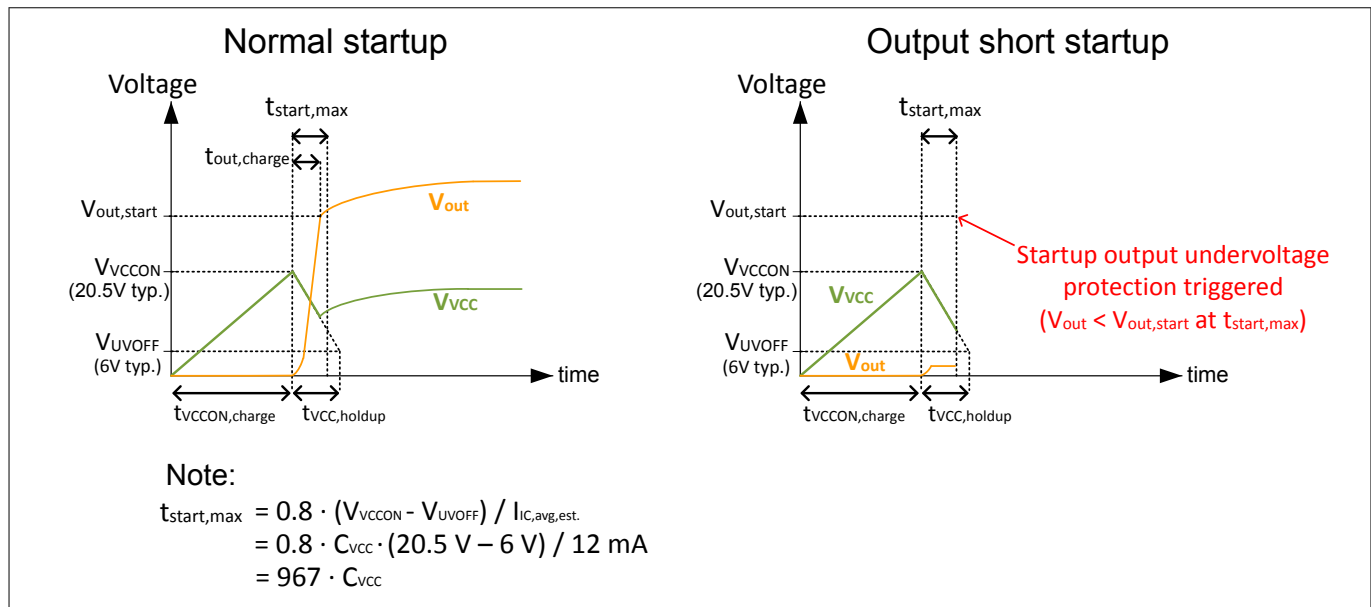 Normal startup
Voltage
tstart,max
tout,charge
Vout,start
Vout
VVCCON
(20.5V typ.)
VVCC
VUVOFF
(6V typ.)
time
tVCCON,charge
tVCC,holdup
Output short startup
Voltage
tstart,max
Vout,start
VVCCON
(20.5V typ.)
VVCC
Startup output undervoltage
protection triggered
(Vout < Vout,start at tstart,max)
VUVOFF
(6V typ.)
Vout
time
tVCCON,charge
tVCC,holdup
Note:
tstart,max = 0.8 · (VVCCON - VUVOFF) / IIC,avg,est.
= 0.8 · CVCC · (20.5 V – 6 V) / 12 mA
= 967 · CVCC